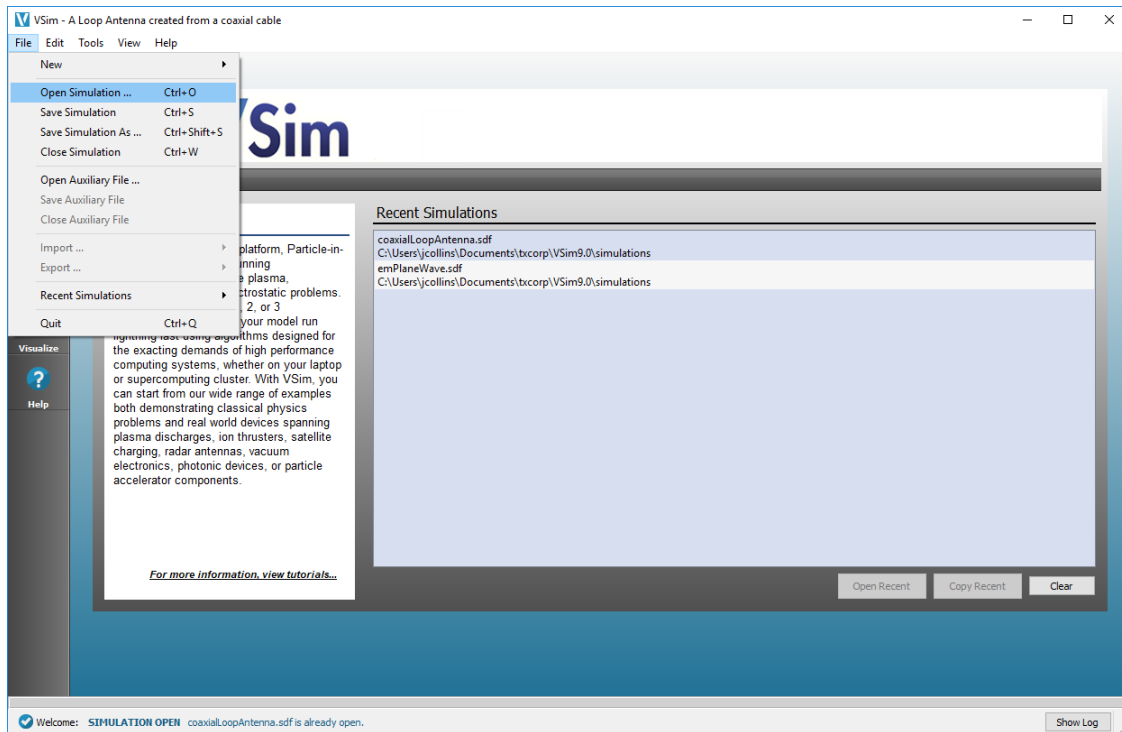 VSim - A Loop Antenna created from a coaxial cable
File Edit Tools View Help
New
Open Simulation ... Ctrl+O
Save Simulation Ctrl+S
Save Simulation As ... Ctrl+Shift+S
Close Simulation Ctrl+W
Open Auxiliary File ...
Save Auxiliary File
Close Auxiliary File
Import ...
Export ...
Recent Simulations
Quit Ctrl+Q
Sim
Visualize
Help
platform, Particle-in-
plasma,
ctrostatic problems.
, 2, or 3
your model run
lightning fast using algorithms designed for
the exacting demands of high performance
computing systems, whether on your laptop
or supercomputing cluster. With VSim, you
can start from our wide range of examples
both demonstrating classical physics
problems and real world devices spanning
plasma discharges, ion thrusters, satellite
charging, radar antennas, vacuum
electronics, photonic devices, or particle
accelerator components.
For more information, view tutorials...
Recent Simulations
coaxialLoopAntenna.sdf
C:\Users\jcollins\Documents\txcorp\VSim9.0\simulations
emPlaneWave.sdf
C:\Users\jcollins\Documents\txcorp\VSim9.0\simulations
Open Recent Copy Recent Clear
Welcome: SIMULATION OPEN coaxialLoopAntenna.sdf is already open.
Show Log